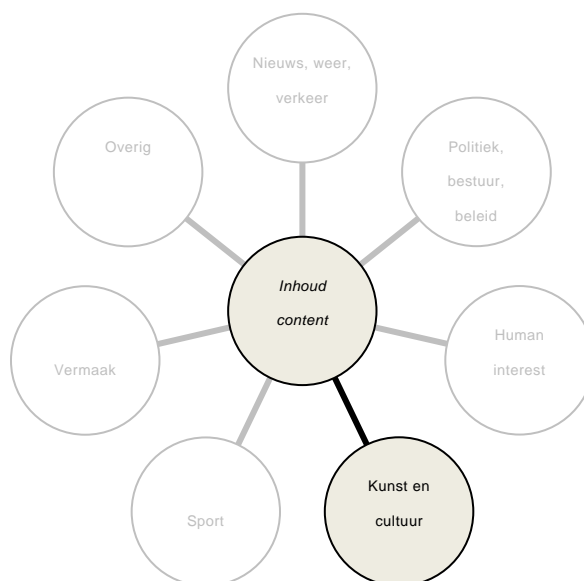 Nieuws, weer,
verkeer
Overig
Politiek,
bestuur,
beleid
Inhoud
content
Human
interest
Vermaak
Kunst en
cultuur
Sport